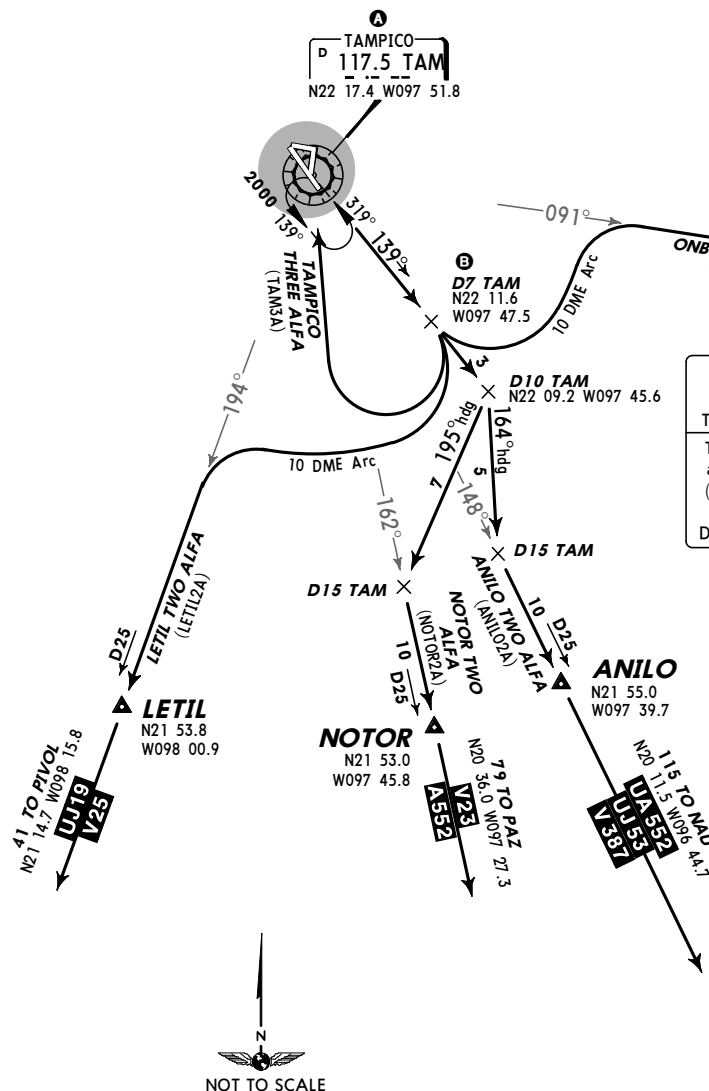 A
TAMPICO
D 117.5 TAM
N22 17.4 W097 51.8
2000
139°
319°
139°
TAMPICO
THREE ALFA
(TAM3A)
091°
ONB
10 DME Arc
B
D7 TAM
N22 11.6
W097 47.5
3
D10 TAM
N22 09.2 W097 45.6
194°
10 DME Arc
195°hdg
7
164°hdg
5
162°
148°
T
T
a
(
D
D15 TAM
D15 TAM
LETIL TWO ALFA
(LETIL2A)
D25
10
D25
NOTOR TWO
ALFA
(NOTOR2A)
ANILO TWO ALFA
(ANILO2A)
10
D25
LETIL
N21 53.8
W098 00.9
NOTOR
N21 53.0
W097 45.8
ANILO
N21 55.0
W097 39.7
41 TO PIVOL
N21 14.7 W098 15.8
UJ19
V25
A552
V23
79 TO PAZ
N20 36.0 W097 27.3
V 387
UJ 53
UA 552
115 TO NAU
N20 11.5 W096 44.7
N
NOT TO SCALE